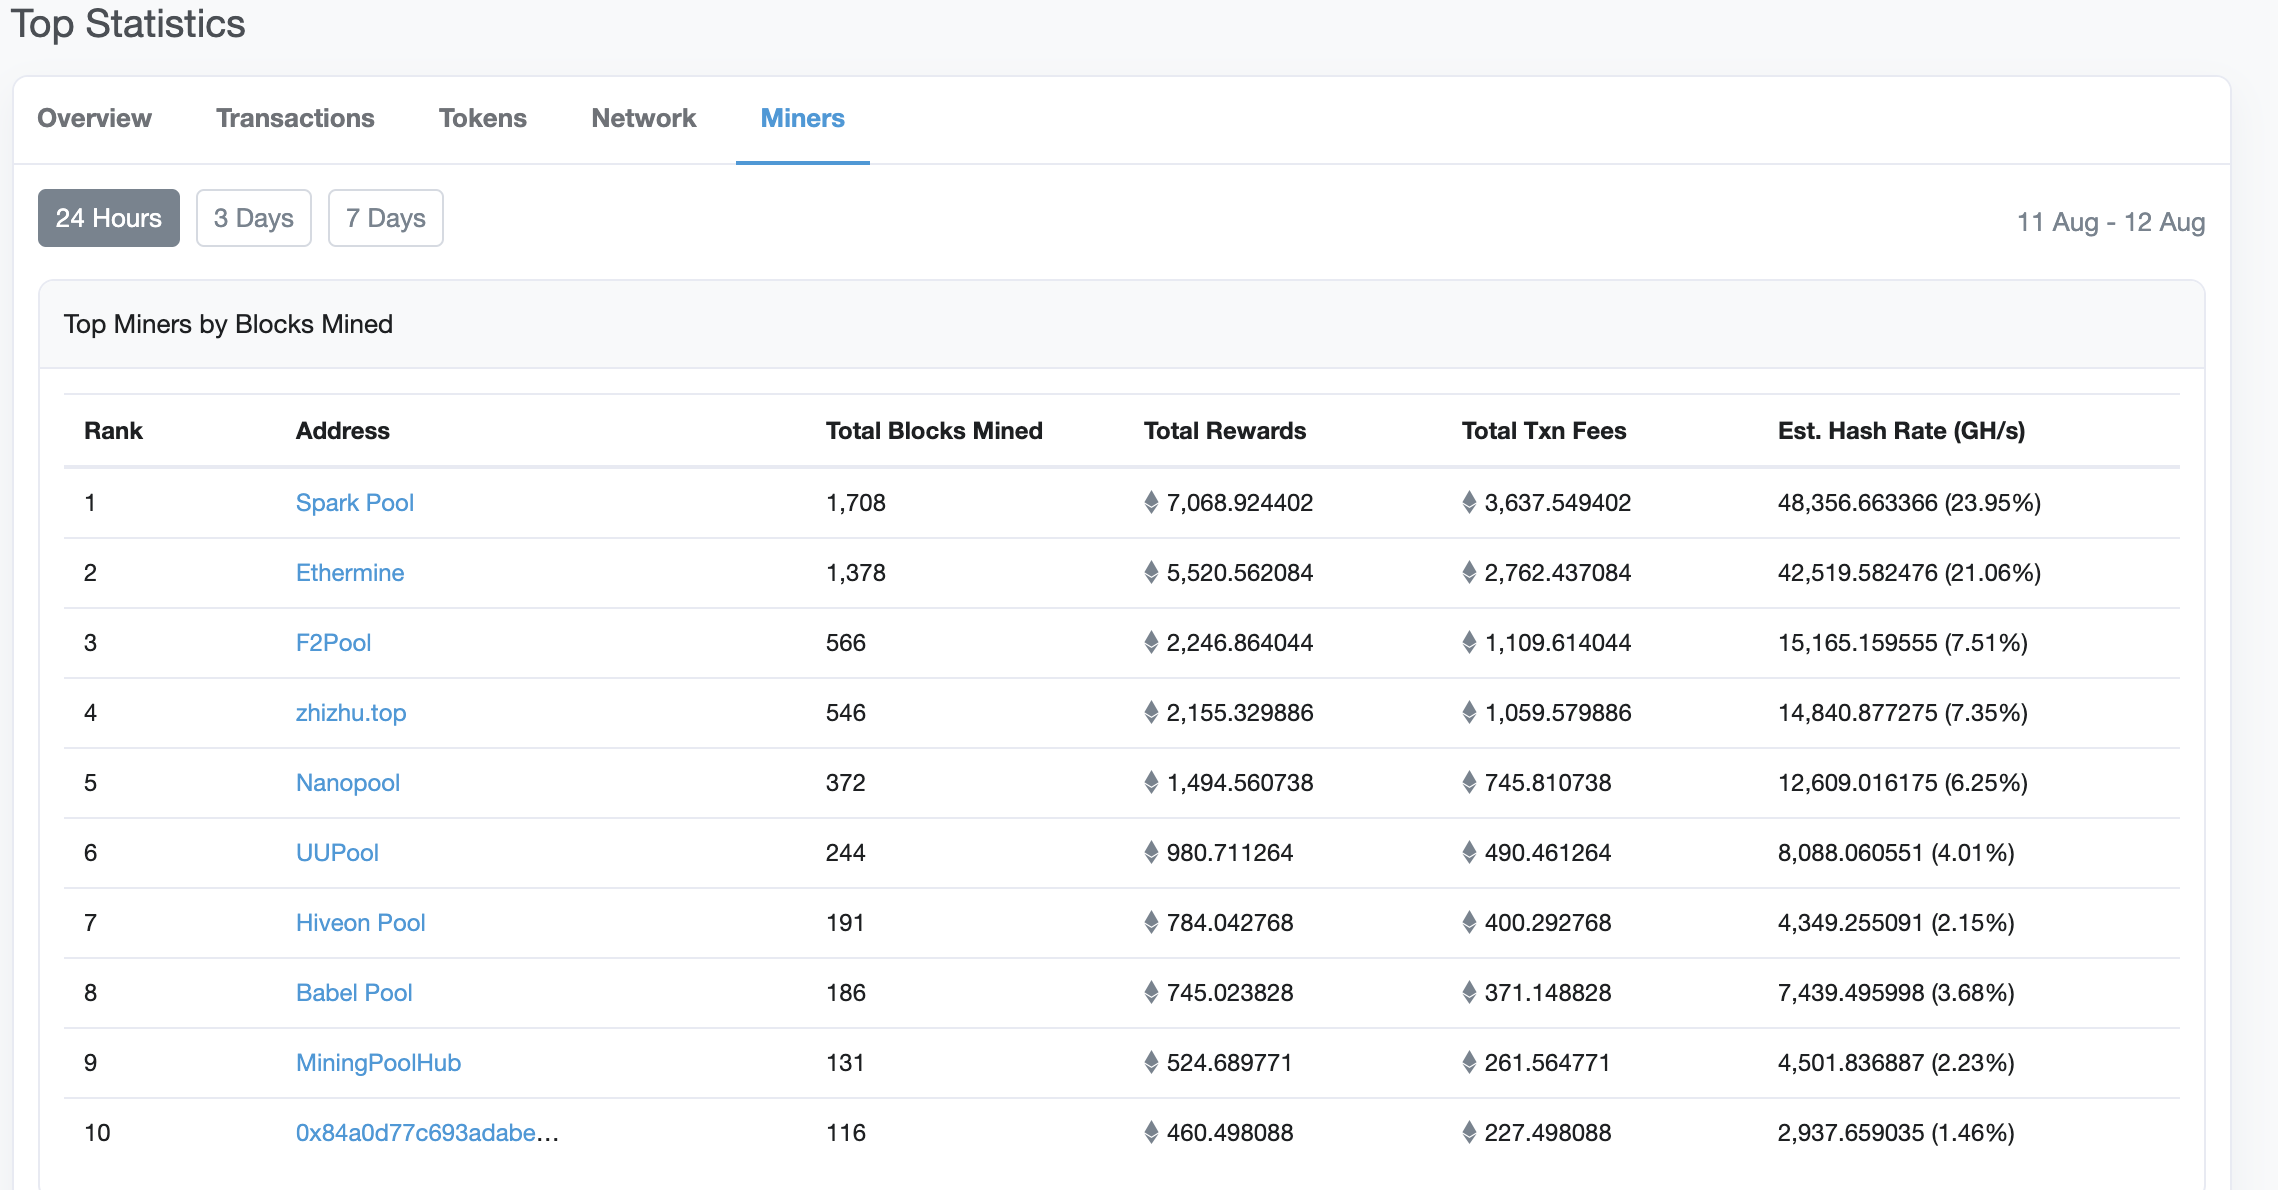 Top Statistics
Overview Transactions Tokens Network Miners
24 Hours 3 Days 7 Days 11 Aug - 12 Aug
Top Miners by Blocks Mined
Rank Address Total Blocks Mined Total Rewards Total Txn Fees Est. Hash Rate (GH/s)
1 Spark Pool 1,708 7,068.924402 3,637.549402 48,356.663366 (23.95%)
2 Ethermine 1,378 5,520.562084 2,762.437084 42,519.582476 (21.06%)
3 F2Pool 566 2,246.864044 1,109.614044 15,165.159555 (7.51%)
4 zhizhu.top 546 2,155.329886 1,059.579886 14,840.877275 (7.35%)
5 Nanopool 372 1,494.560738 745.810738 12,609.016175 (6.25%)
6 UUPool 244 980.711264 490.461264 8,088.060551 (4.01%)
7 Hiveon Pool 191 784.042768 400.292768 4,349.255091 (2.15%)
8 Babel Pool 186 745.023828 371.148828 7,439.495998 (3.68%)
9 MiningPoolHub 131 524.689771 261.564771 4,501.836887 (2.23%)
10 0x84a0d77c693adabe... 116 460.498088 227.498088 2,937.659035 (1.46%)